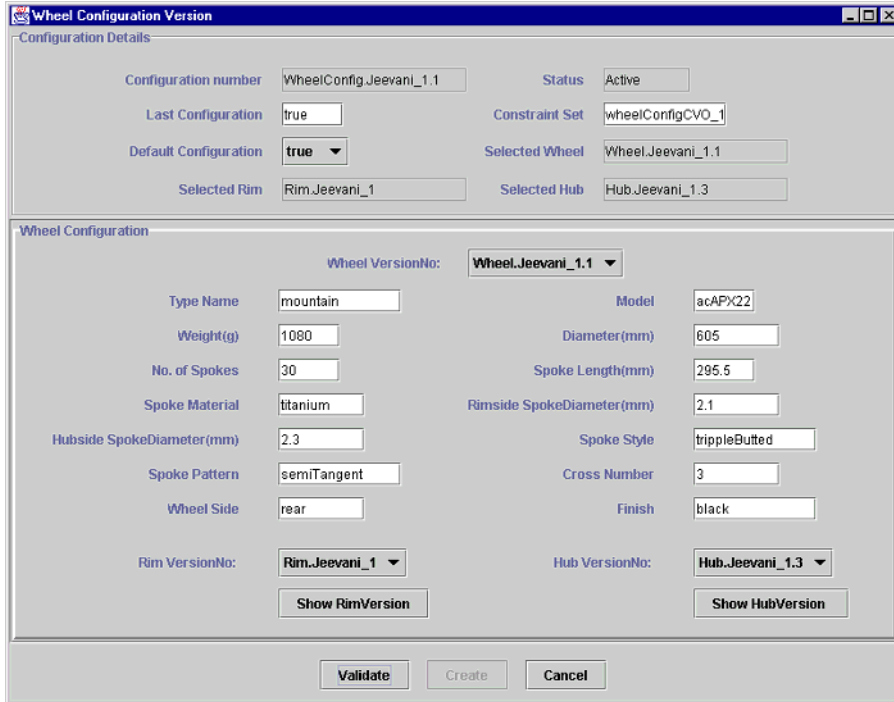 Wheel Configuration Version
Configuration Details
Configuration number WheelConfig.Jeevani_1.1 Status Active
Last Configuration true Constraint Set wheelConfigCVO_1
Default Configuration true Selected Wheel Wheel.Jeevani_1.1
Selected Rim Rim.Jeevani_1 Selected Hub Hub.Jeevani_1.3
Wheel Configuration
Wheel VersionNo: Wheel.Jeevani_1.1
Type Name mountain Model acAPX22
Weight(g) 1080 Diameter(mm) 605
No. of Spokes 30 Spoke Length(mm) 295.5
Spoke Material titanium Rimside SpokeDiameter(mm) 2.1
Hubside SpokeDiameter(mm) 2.3 Spoke Style trippleButted
Spoke Pattern semiTangent Cross Number 3
Wheel Side rear Finish black
Rim VersionNo: Rim.Jeevani_1 Hub VersionNo: Hub.Jeevani_1.3
Show RimVersion Show HubVersion
Validate Create Cancel